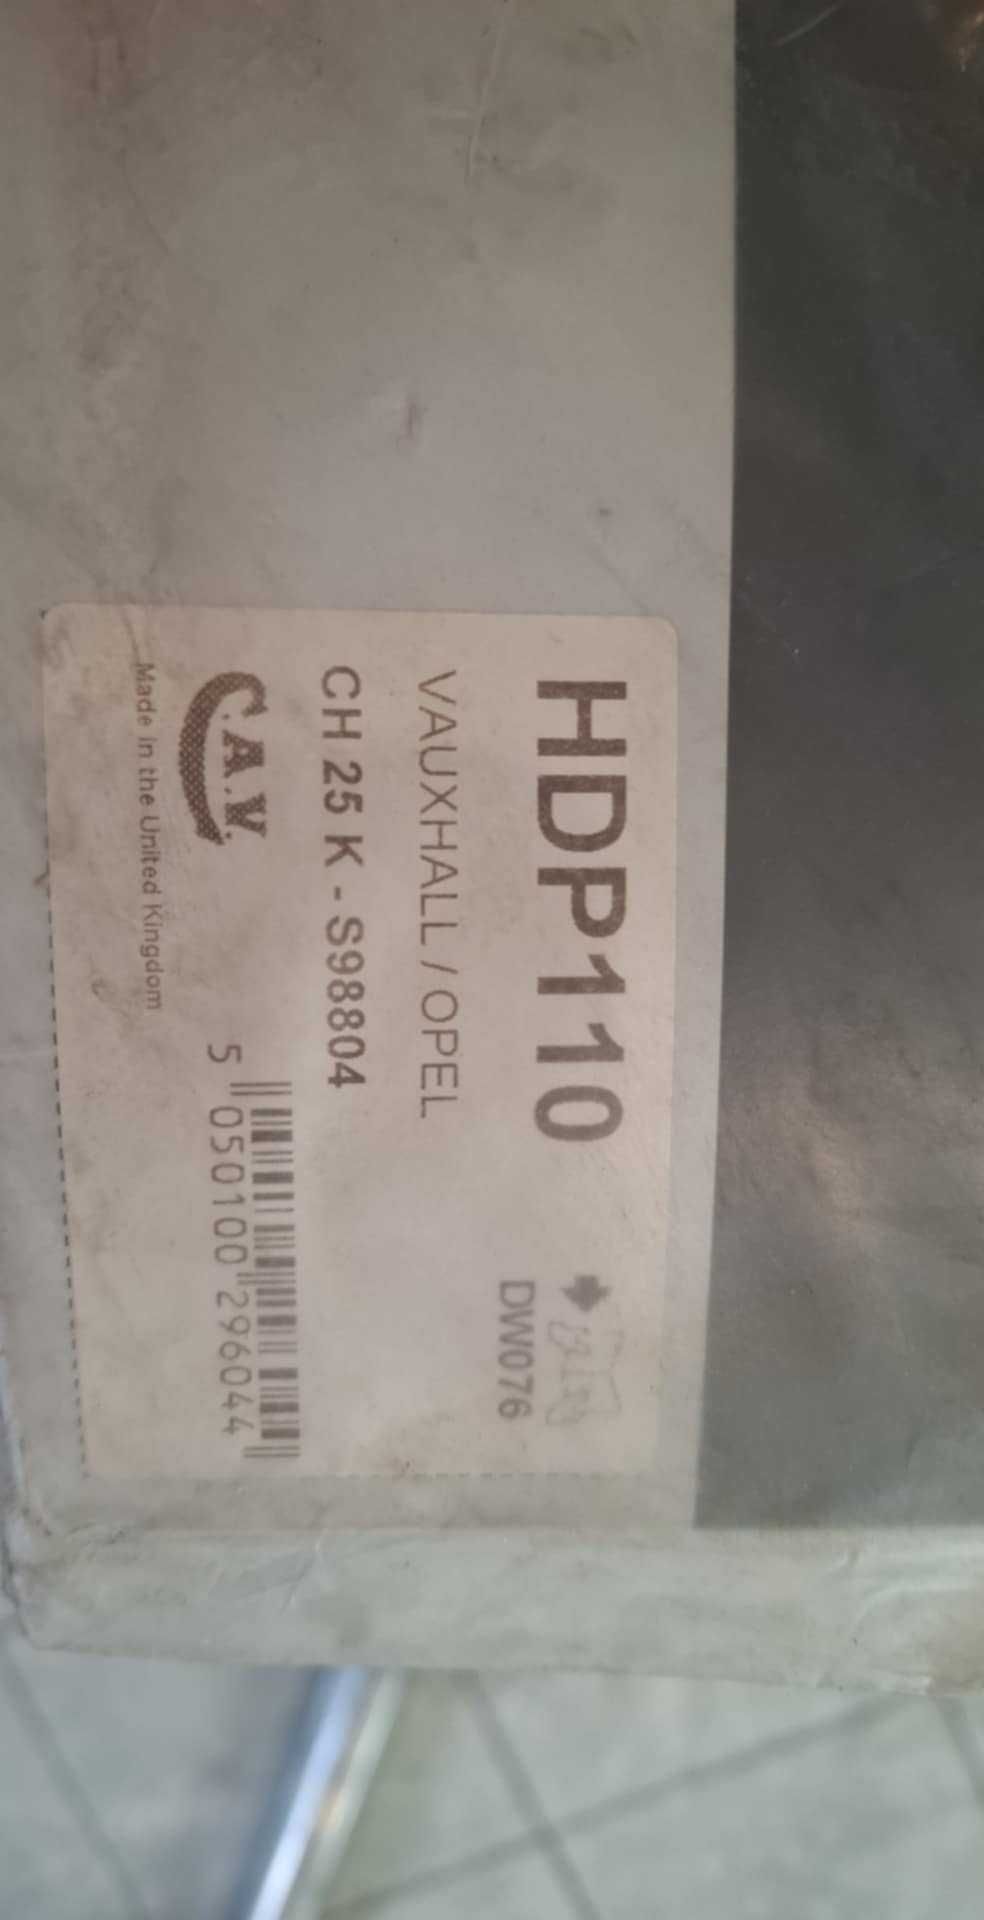 HDP110
DW076
VAUXHALL / OPEL
CH 25 K - S98804
C.A.V.
5 050100 296044
Made in the United Kingdom